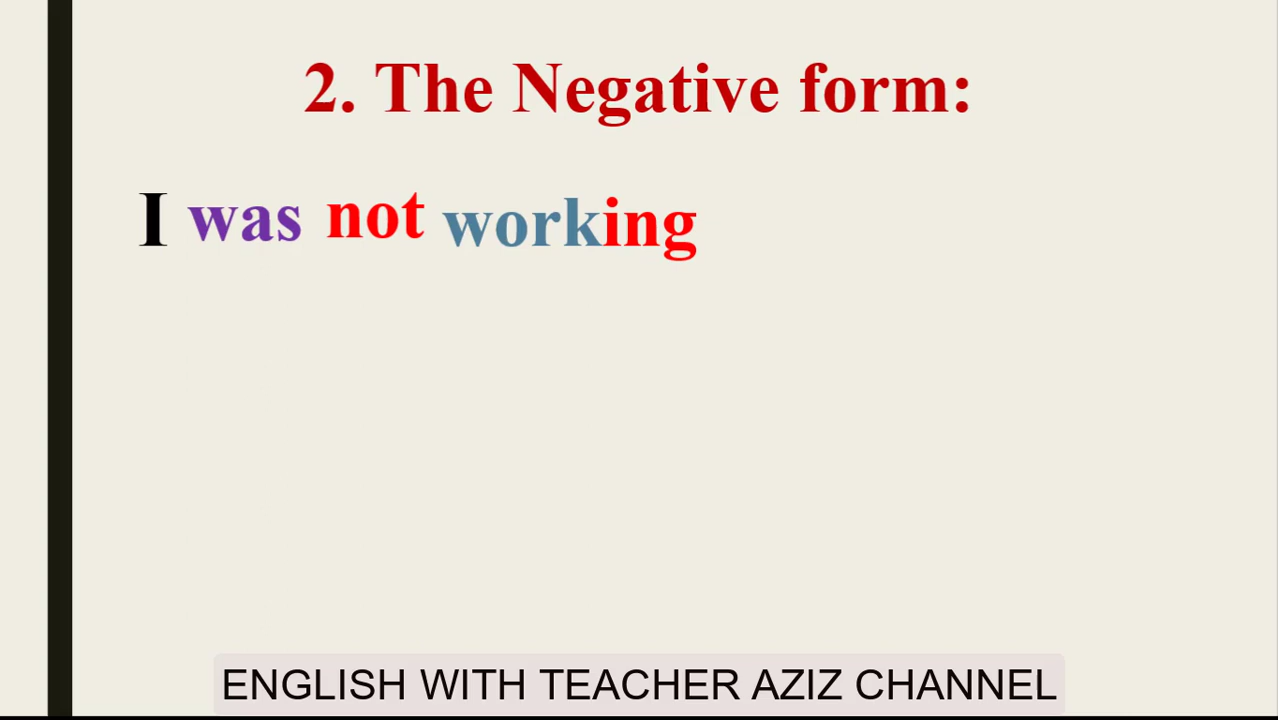 2. The Negative form:
I was not working
ENGLISH WITH TEACHER AZIZ CHANNEL